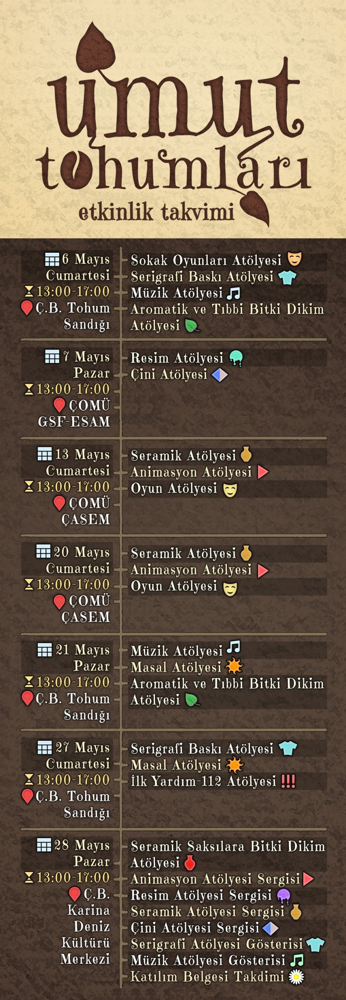 umut
tohumları
etkinlik takvimi
6 Mayıs
Cumartesi
13:00-17:00
Ç.B. Tohum
Sandığı
Sokak Oyunları Atölyesi
Serigrafi Baskı Atölyesi
Müzik Atölyesi
Aromatik ve Tıbbi Bitki Dikim
Atölyesi
7 Mayıs
Pazar
13:00-17:00
ÇOMÜ
GSF-ESAM
Resim Atölyesi
Çini Atölyesi
13 Mayıs
Cumartesi
13:00-17:00
ÇOMÜ
ÇASEM
Seramik Atölyesi
Animasyon Atölyesi
Oyun Atölyesi
20 Mayıs
Cumartesi
13:00-17:00
ÇOMÜ
ÇASEM
Seramik Atölyesi
Animasyon Atölyesi
Oyun Atölyesi
21 Mayıs
Pazar
13:00-17:00
Ç.B. Tohum
Sandığı
Müzik Atölyesi
Masal Atölyesi
Aromatik ve Tıbbi Bitki Dikim
Atölyesi
27 Mayıs
Cumartesi
13:00-17:00
Ç.B. Tohum
Sandığı
Serigrafi Baskı Atölyesi
Masal Atölyesi
İlk Yardım-112 Atölyesi !!!
28 Mayıs
Pazar
13:00-17:00
Ç.B.
Karina
Deniz
Kültürü
Merkezi
Seramik Saksılara Bitki Dikim
Atölyesi
Animasyon Atölyesi Sergisi
Resim Atölyesi Sergisi
Seramik Atölyesi Sergisi
Çini Atölyesi Sergisi
Serigrafi Atölyesi Gösterisi
Müzik Atölyesi Gösterisi
Katılım Belgesi Takdimi